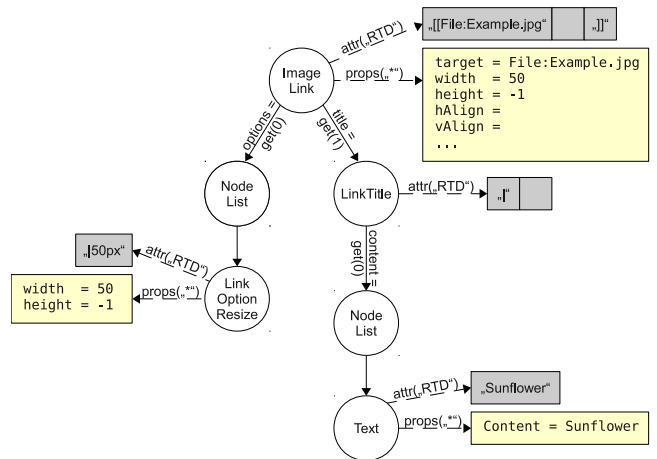 „[[File:Example.jpg“ „]]“
attr(„RTD“)
Image
Link
props(„*“)
target = File:Example.jpg
width = 50
height = -1
hAlign =
vAlign =
...
options =
get(0)
title =
get(1)
Node
List
LinkTitle
attr(„RTD“)
„|“
„|50px“
attr(„RTD“)
content =
get(0)
width = 50
height = -1
props(„*“)
Link
Option
Resize
Node
List
attr(„RTD“)
„Sunflower“
Text
props(„*“)
Content = Sunflower